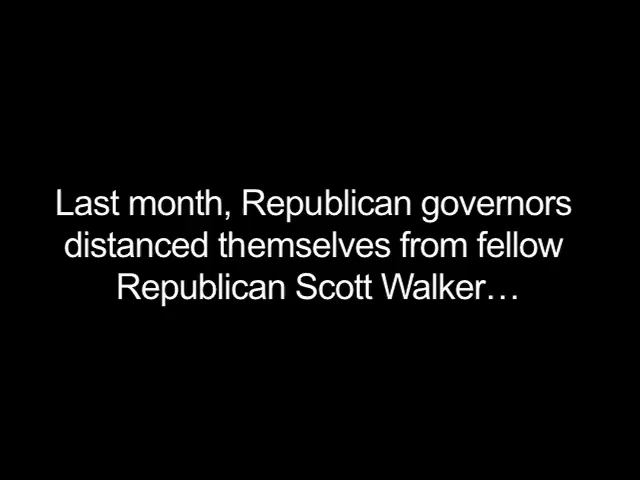 Last month, Republican governors
distanced themselves from fellow
Republican Scott Walker…